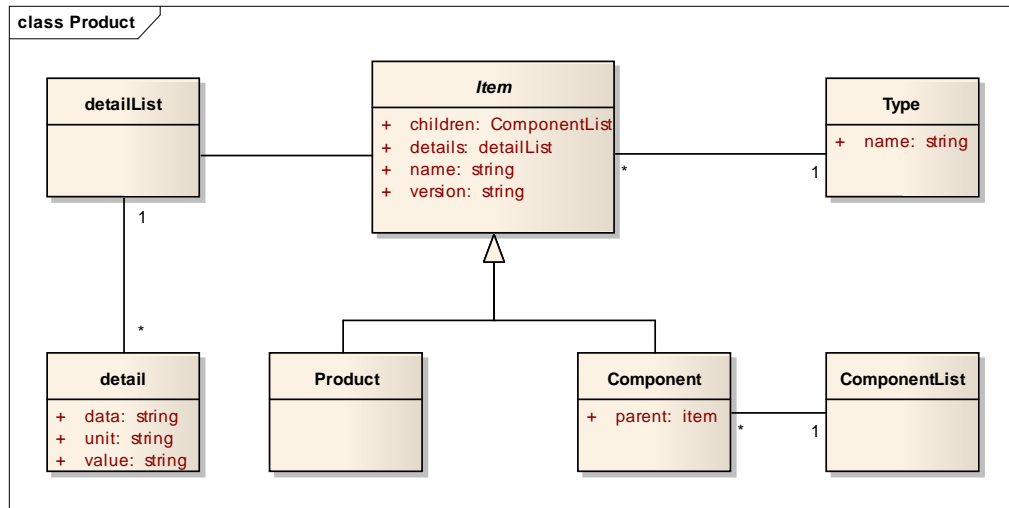 class Product
detailList
Item
+ children: ComponentList
+ details: detailList
+ name: string
+ version: string
Type
+ name: string
* 1
1
*
detail
+ data: string
+ unit: string
+ value: string
Product
Component
+ parent: item
* 1
ComponentList